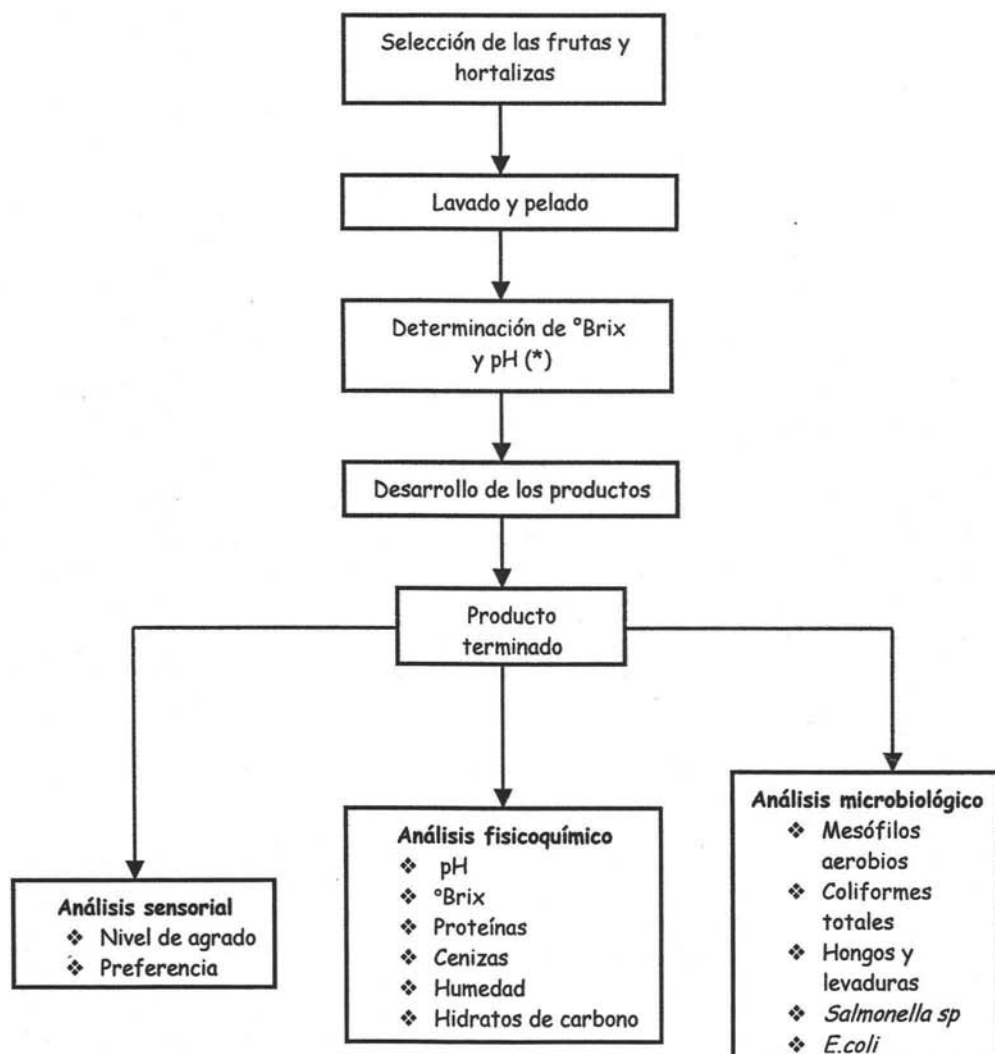 Selección de las frutas y
hortalizas
Lavado y pelado
Determinación de °Brix
y pH (*)
Desarrollo de los productos
Producto
terminado
Análisis sensorial
❖ Nivel de agrado
❖ Preferencia
Análisis fisicoquímico
❖ pH
❖ °Brix
❖ Proteínas
❖ Cenizas
❖ Humedad
❖ Hidratos de carbono
Análisis microbiológico
❖ Mesófilos
aerobios
❖ Coliformes
totales
❖ Hongos y
levaduras
❖ Salmonella sp
❖ E.coli